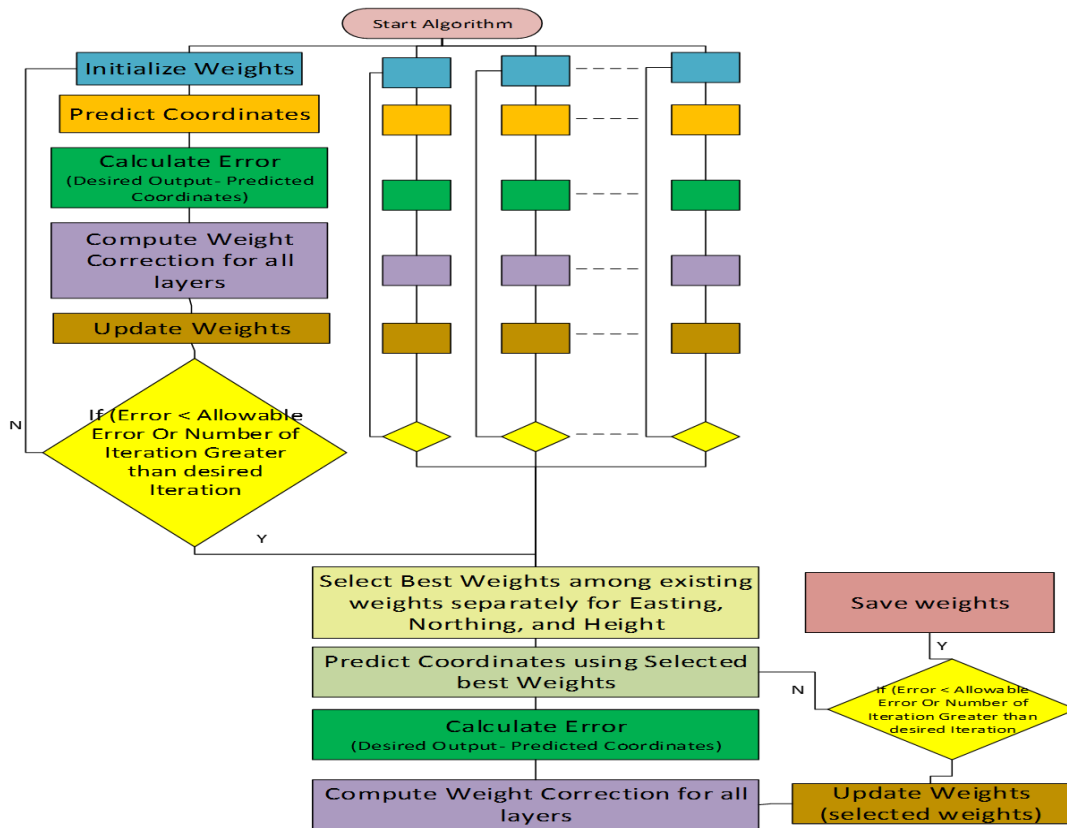 Start Algorithm
Initialize Weights
Predict Coordinates
Calculate Error
(Desired Output- Predicted
Coordinates)
Compute Weight
Correction for all
layers
Update Weights
If (Error < Allowable
Error Or Number of
Iteration Greater
than desired
Iteration
N
Y
Select Best Weights among existing
weights separately for Easting,
Northing, and Height
Predict Coordinates using Selected
best Weights
Calculate Error
(Desired Output- Predicted Coordinates)
Compute Weight Correction for all
layers
Update Weights
(selected weights)
If (Error < Allowable
Error Or Number of
Iteration Greater than
desired Iteration
N
Y
Save weights